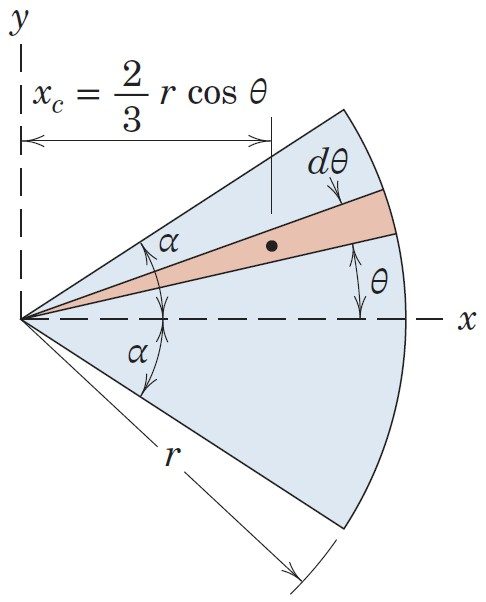 y
x_c = 2/3 r cos θ
dθ
α
θ
x
α
r